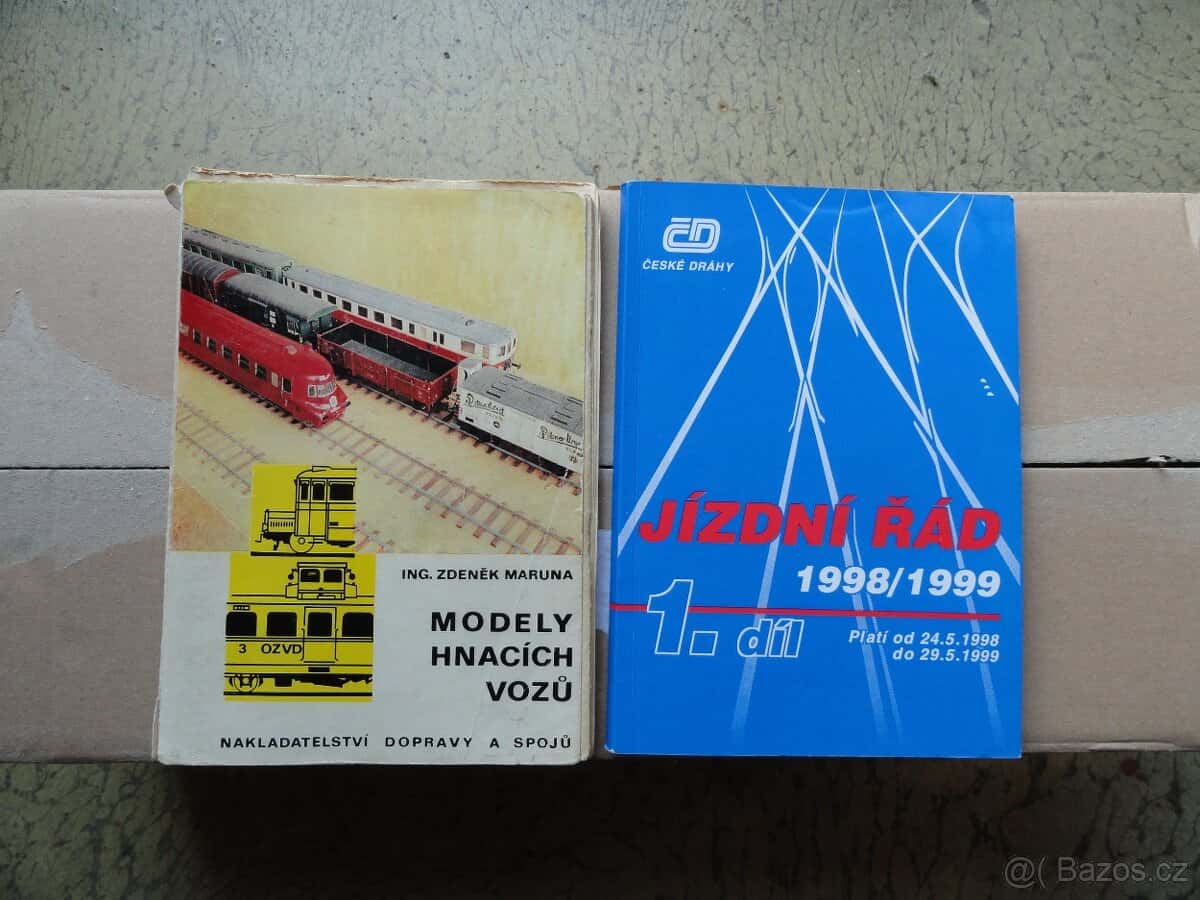 ING. ZDENĚK MARUNA
MODELY
HNACÍCH
VOZŮ
3 OZVD
NAKLADATELSTVÍ DOPRAVY A SPOJŮ
ČD
ČESKÉ DRÁHY
JÍZDNÍ ŘÁD
1998/1999
1. díl
Platí od 24.5.1998
do 29.5.1999
@( Bazos.cz